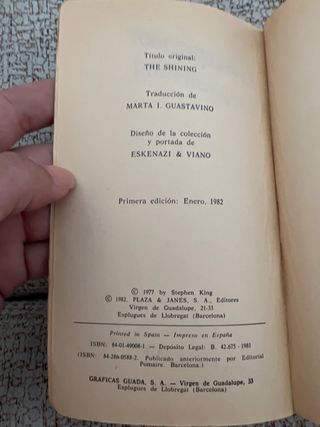 Título original:
THE SHINING
Traducción de
MARTA I. GUASTAVINO
Diseño de la colección
y portada de
ESKENAZI & VIANO
Primera edición: Enero, 1982
© 1977 by Stephen King
© 1982, PLAZA & JANES, S. A., Editores
Virgen de Guadalupe, 21-33
Esplugues de Llobregat (Barcelona)
Printed in Spain — Impreso en España
ISBN: 84-01-49008-1 — Depósito Legal: B. 42.675 - 1981
(ISBN: 84-286-0588-2. Publicado anteriormente por Editorial
Pomaire. Barcelona.)
GRAFICAS GUADA, S. A. — Virgen de Guadalupe, 33
Esplugues de Llobregat (Barcelona)